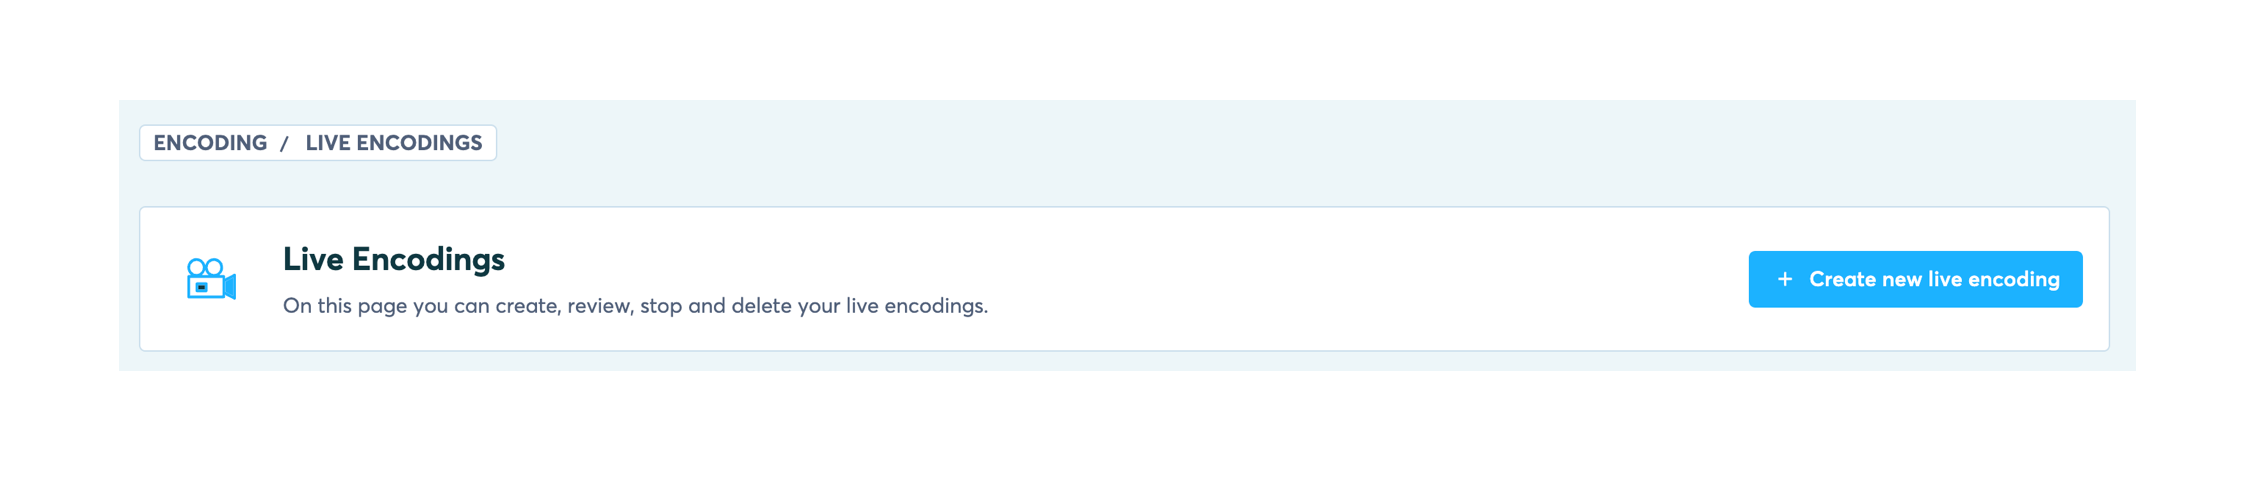 ENCODING / LIVE ENCODINGS
Live Encodings
On this page you can create, review, stop and delete your live encodings.
+ Create new live encoding